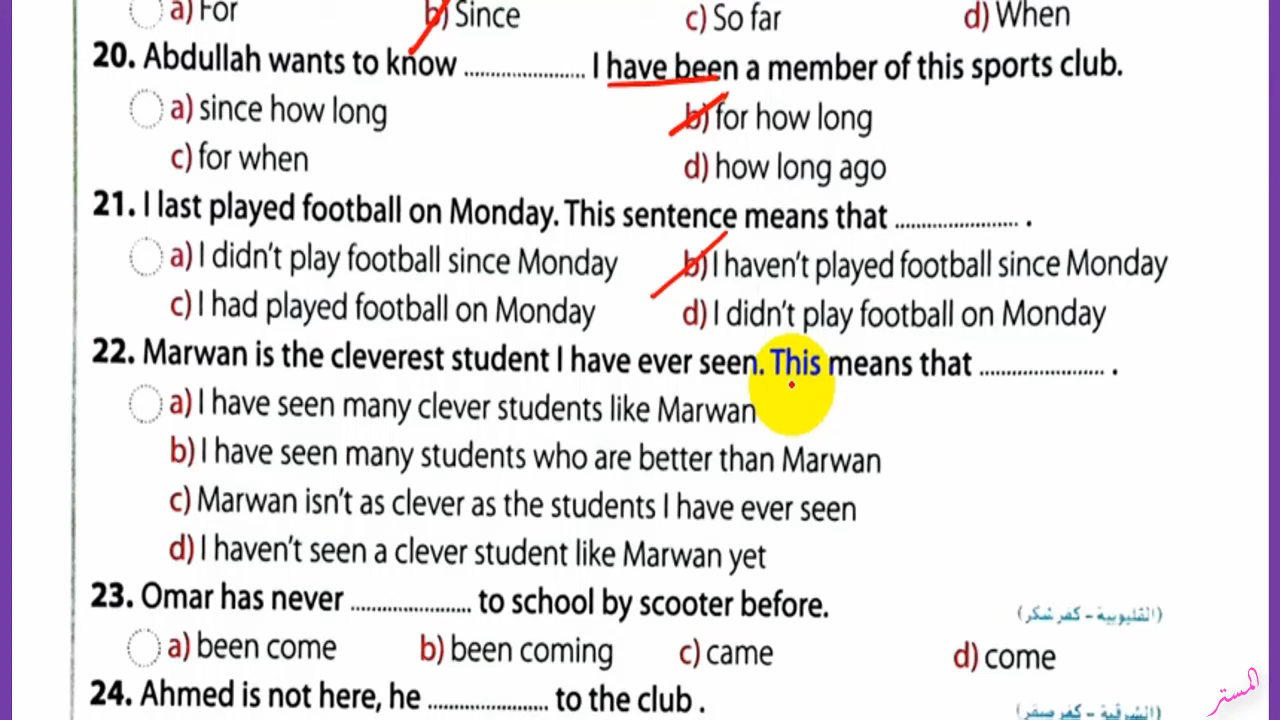 a) For b) Since c) So far d) When
20. Abdullah wants to know ...................... I have been a member of this sports club.
a) since how long b) for how long
c) for when d) how long ago
21. I last played football on Monday. This sentence means that ...................... .
a) I didn't play football since Monday b) I haven't played football since Monday
c) I had played football on Monday d) I didn't play football on Monday
22. Marwan is the cleverest student I have ever seen. This means that ...................... .
a) I have seen many clever students like Marwan
b) I have seen many students who are better than Marwan
c) Marwan isn't as clever as the students I have ever seen
d) I haven't seen a clever student like Marwan yet
23. Omar has never ...................... to school by scooter before. (القليوبية - كفر شكر)
a) been come b) been coming c) came d) come
24. Ahmed is not here, he ...................... to the club . (الشرقية - كفر صقر)
المستر